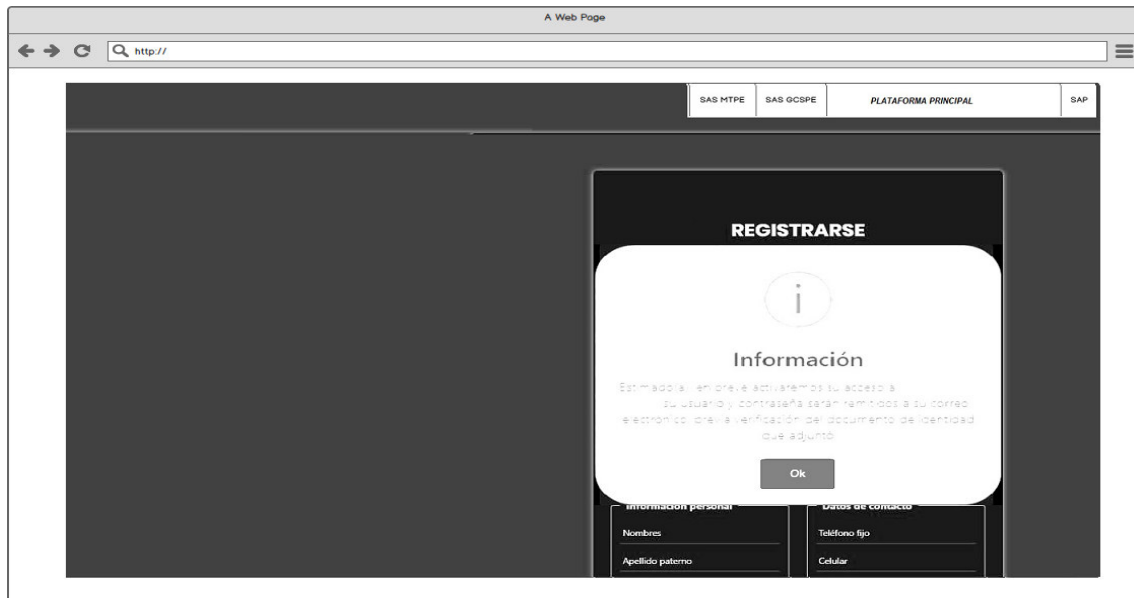 A Web Page
http://
SAS MTPE SAS GCSPE PLATAFORMA PRINCIPAL SAP
REGISTRARSE
i
Información
Estimado/a, en breve activaremos su acceso a
su usuario y contraseña serán remitidos a su correo
electronico, previa verificación del documento de identidad
que adjuntó
Ok
Información personal Datos de contacto
Nombres Teléfono fijo
Apellido paterno Celular